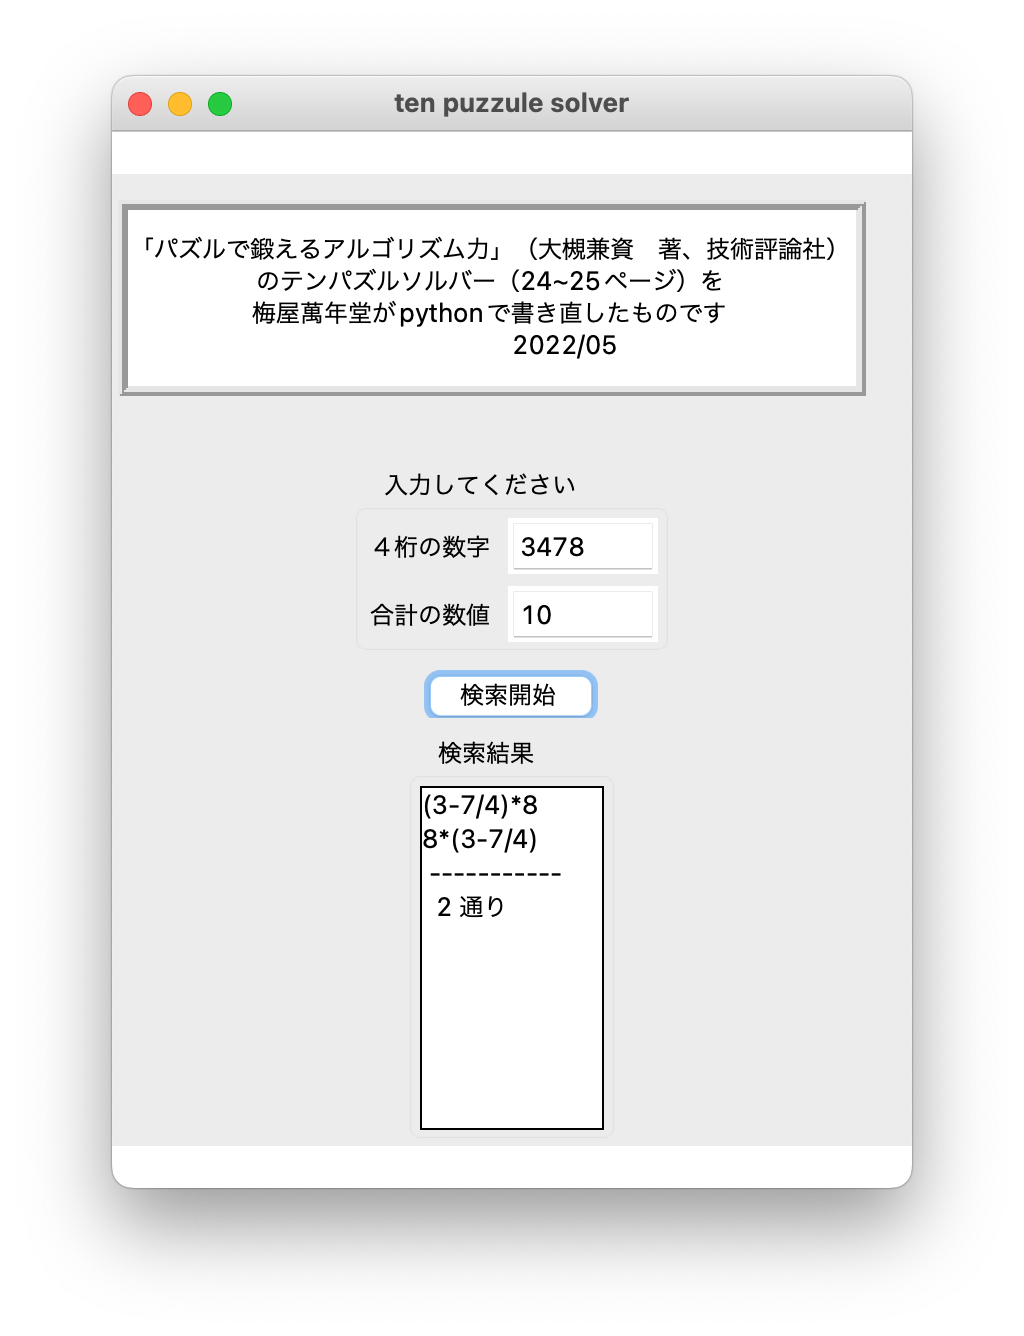 ten puzzule solver
「パズルで鍛えるアルゴリズム力」（大槻兼資　著、技術評論社）
のテンパズルソルバー（24~25ページ）を
梅屋萬年堂がpythonで書き直したものです
2022/05
入力してください
４桁の数字 3478
合計の数値 10
検索開始
検索結果
(3-7/4)*8
8*(3-7/4)
-----------
2 通り